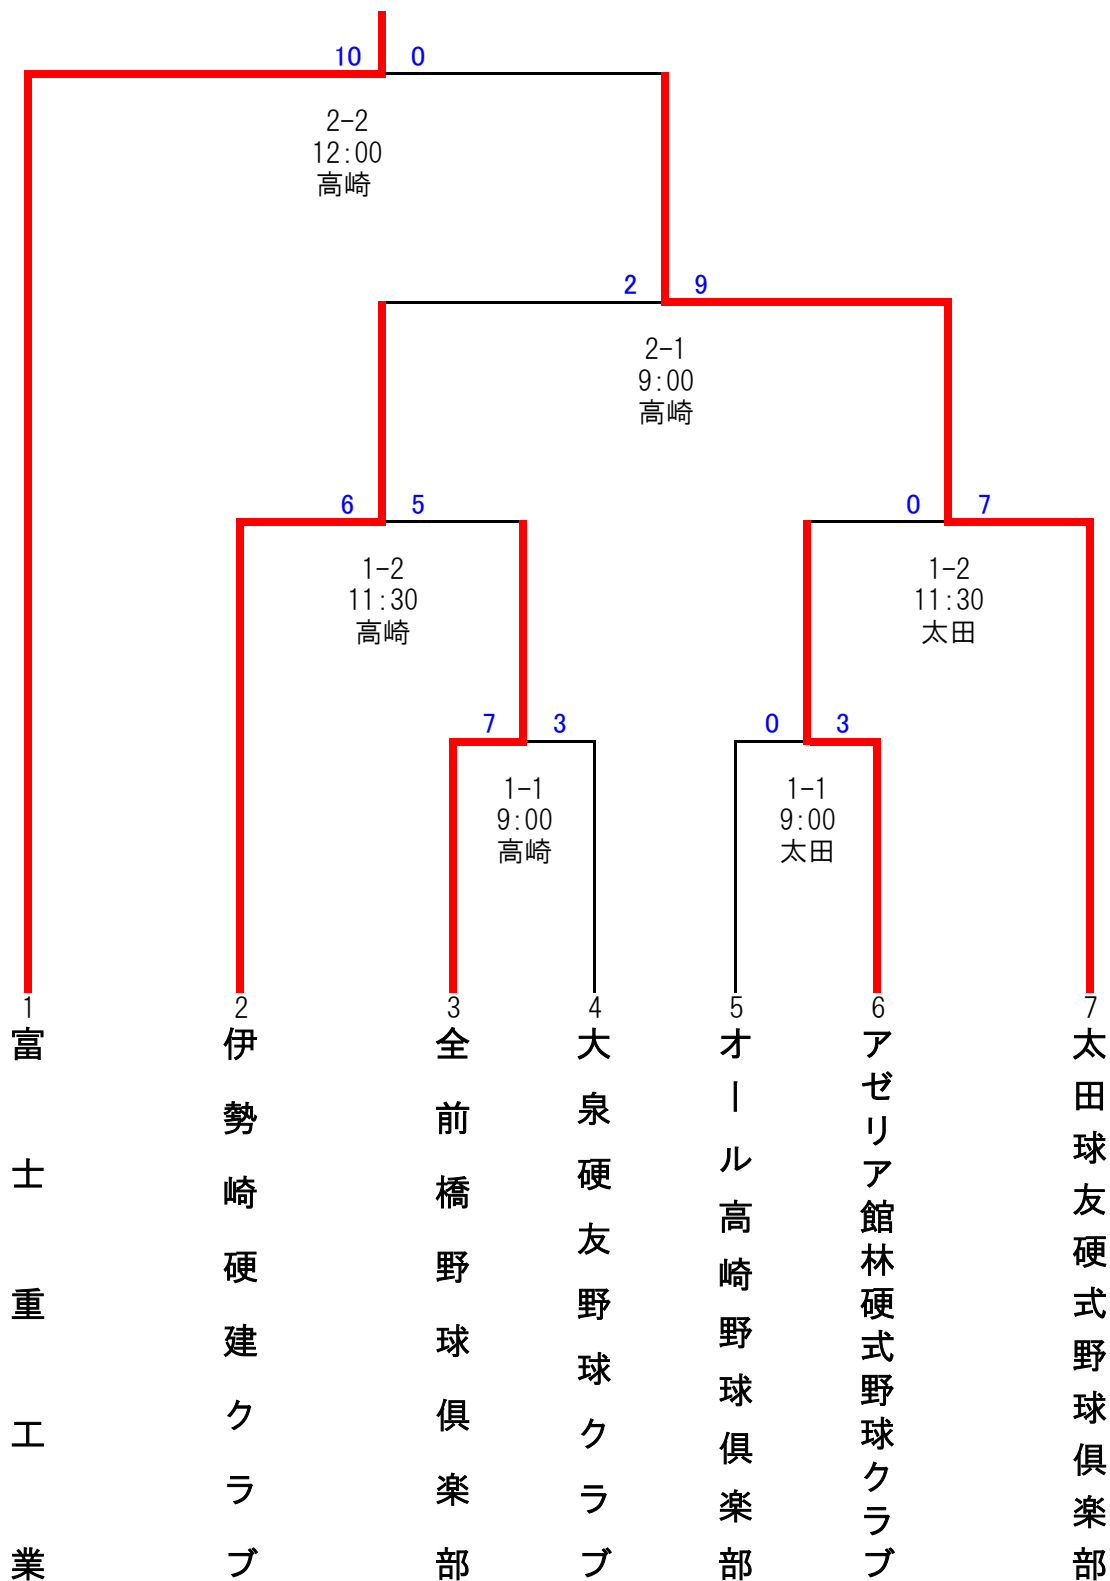 10 0
2-2
12:00
高崎
2 9
2-1
9:00
高崎
6 5
1-2
11:30
高崎
0 7
1-2
11:30
太田
7 3
1-1
9:00
高崎
0 3
1-1
9:00
太田
1
富士重工業
2
伊勢崎硬建クラブ
3
全前橋野球倶楽部
4
大泉硬友野球クラブ
5
オール高崎野球倶楽部
6
アゼリア館林硬式野球クラブ
7
太田球友硬式野球倶楽部